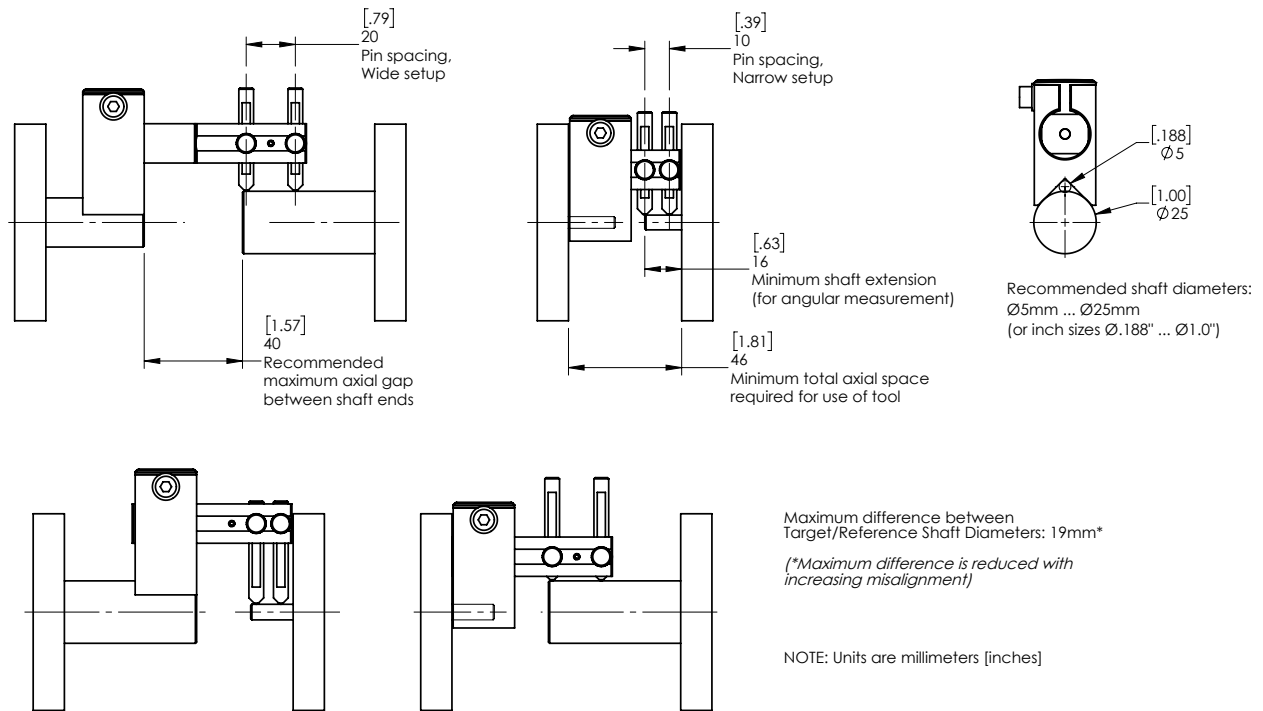 [.79]
20
Pin spacing,
Wide setup
[.39]
10
Pin spacing,
Narrow setup
[.188]
Ø5
[1.00]
Ø25
[.63]
16
Minimum shaft extension
(for angular measurement)
Recommended shaft diameters:
Ø5mm ... Ø25mm
(or inch sizes Ø.188" ... Ø1.0")
[1.57]
40
Recommended
maximum axial gap
between shaft ends
[1.81]
46
Minimum total axial space
required for use of tool
Maximum difference between
Target/Reference Shaft Diameters: 19mm*
(*Maximum difference is reduced with
increasing misalignment)
NOTE: Units are millimeters [inches]